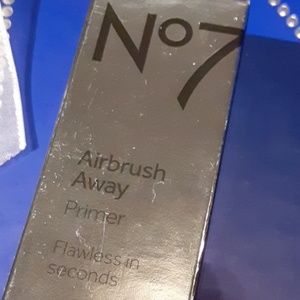 No7
Airbrush
Away
Primer
Flawless in
seconds